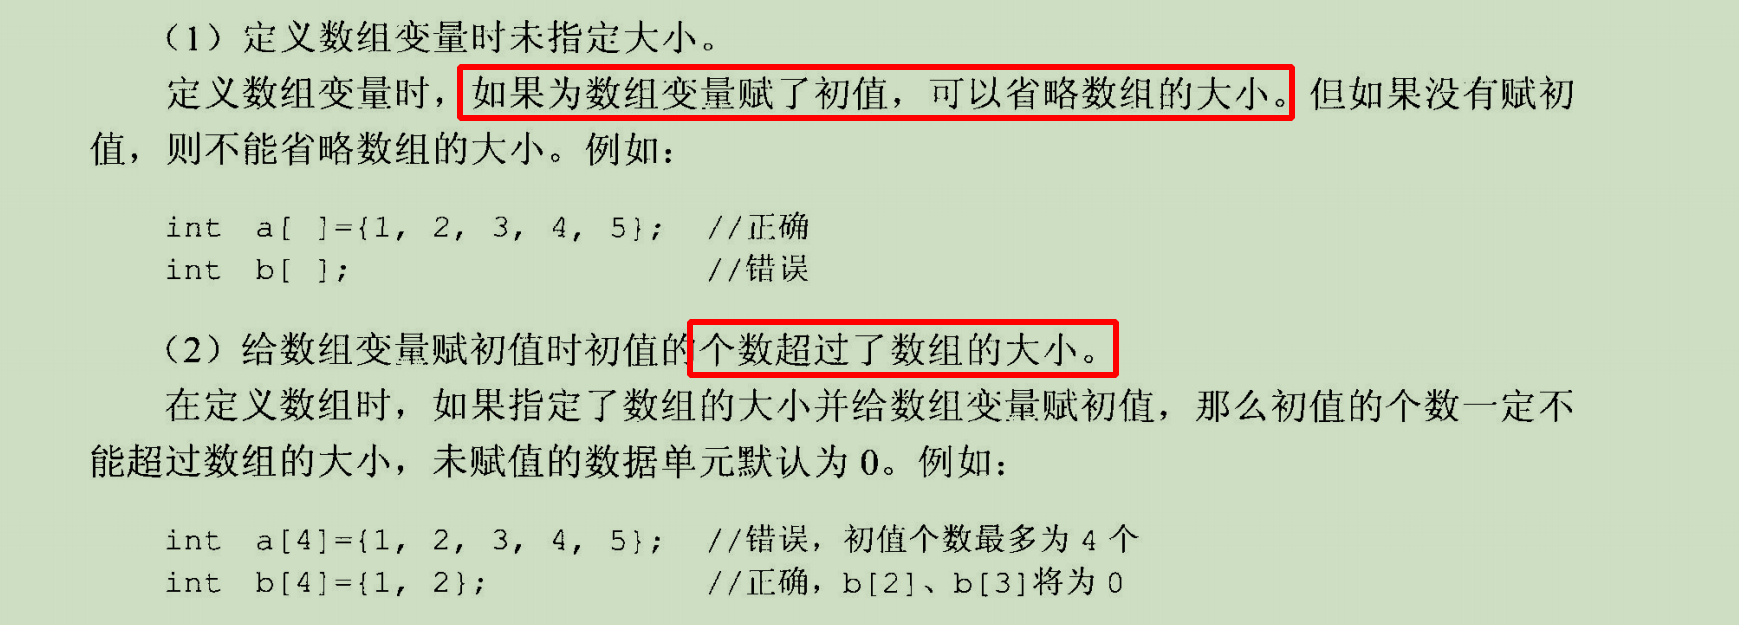 （1）定义数组变量时未指定大小。
定义数组变量时，如果为数组变量赋了初值，可以省略数组的大小。但如果没有赋初
值，则不能省略数组的大小。例如：
int a[ ]={1, 2, 3, 4, 5}; //正确
int b[ ]; //错误
（2）给数组变量赋初值时初值的个数超过了数组的大小。
在定义数组时，如果指定了数组的大小并给数组变量赋初值，那么初值的个数一定不
能超过数组的大小，未赋值的数据单元默认为 0。例如：
int a[4]={1, 2, 3, 4, 5}; //错误，初值个数最多为 4 个
int b[4]={1, 2}; //正确，b[2]、b[3]将为 0